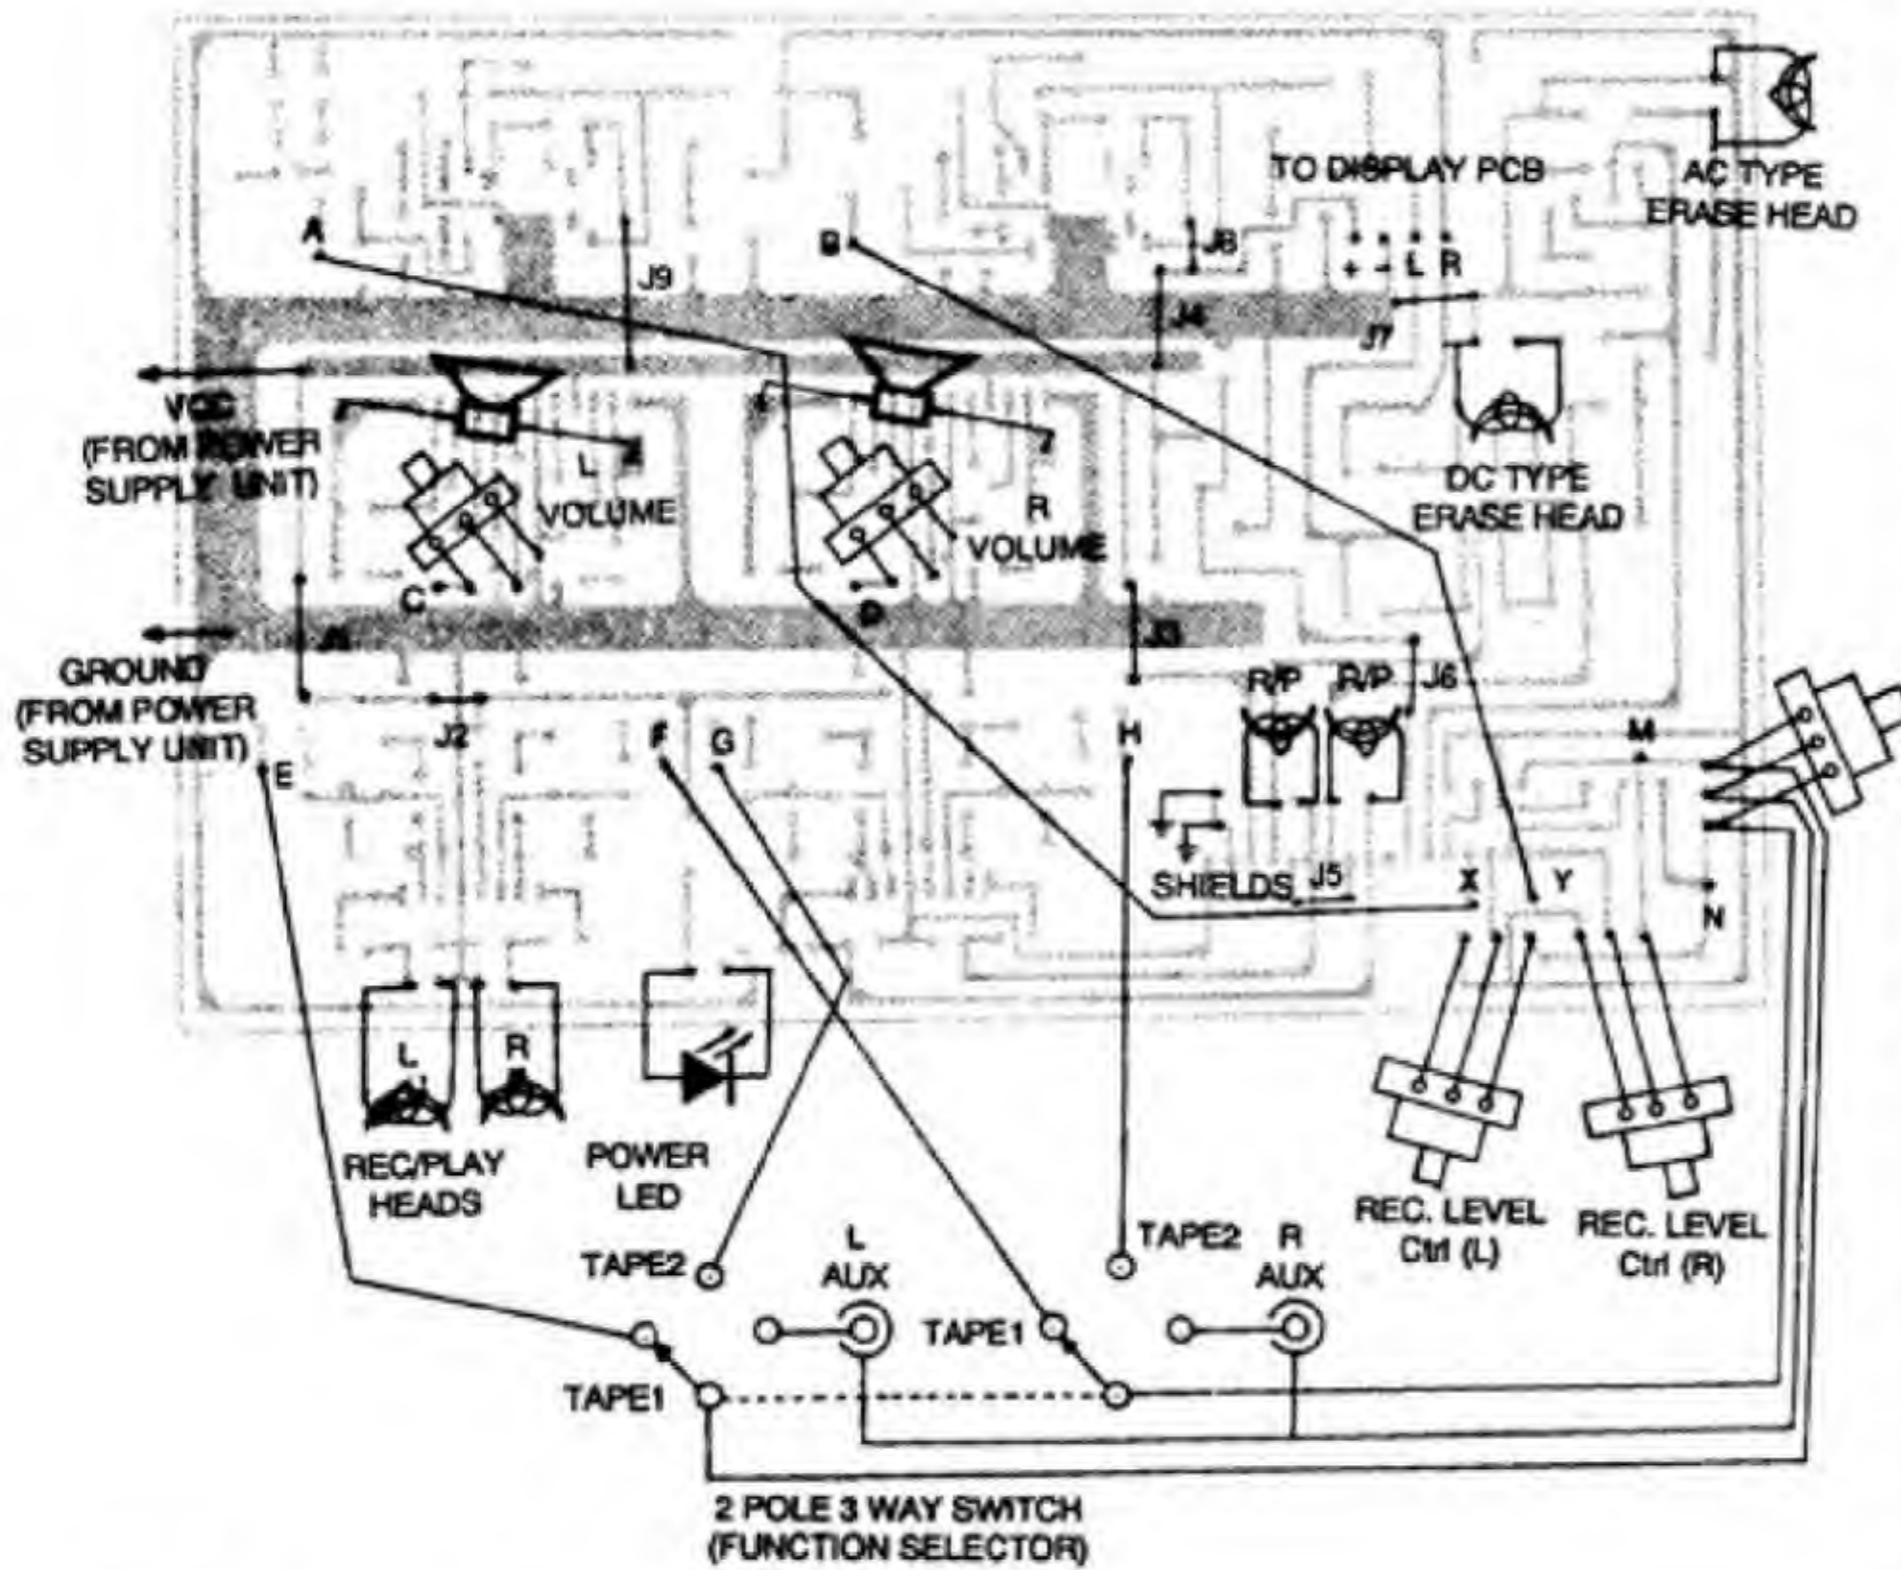 TO DISPLAY PCB
AC TYPE
ERASE HEAD
A
B
J9
J8
+ - L R
J4
J7
VCC
(FROM POWER
SUPPLY UNIT)
L
VOLUME
R
VOLUME
DC TYPE
ERASE HEAD
C
D
J3
GROUND
(FROM POWER
SUPPLY UNIT)
R/P
R/P
J6
J2
F
G
H
M
E
SHIELDS
J5
X
Y
N
L
R
REC/PLAY
HEADS
POWER
LED
REC. LEVEL
Ctrl (L)
REC. LEVEL
Ctrl (R)
TAPE2
L
AUX
TAPE2
R
AUX
TAPE1
TAPE1
2 POLE 3 WAY SWITCH
(FUNCTION SELECTOR)